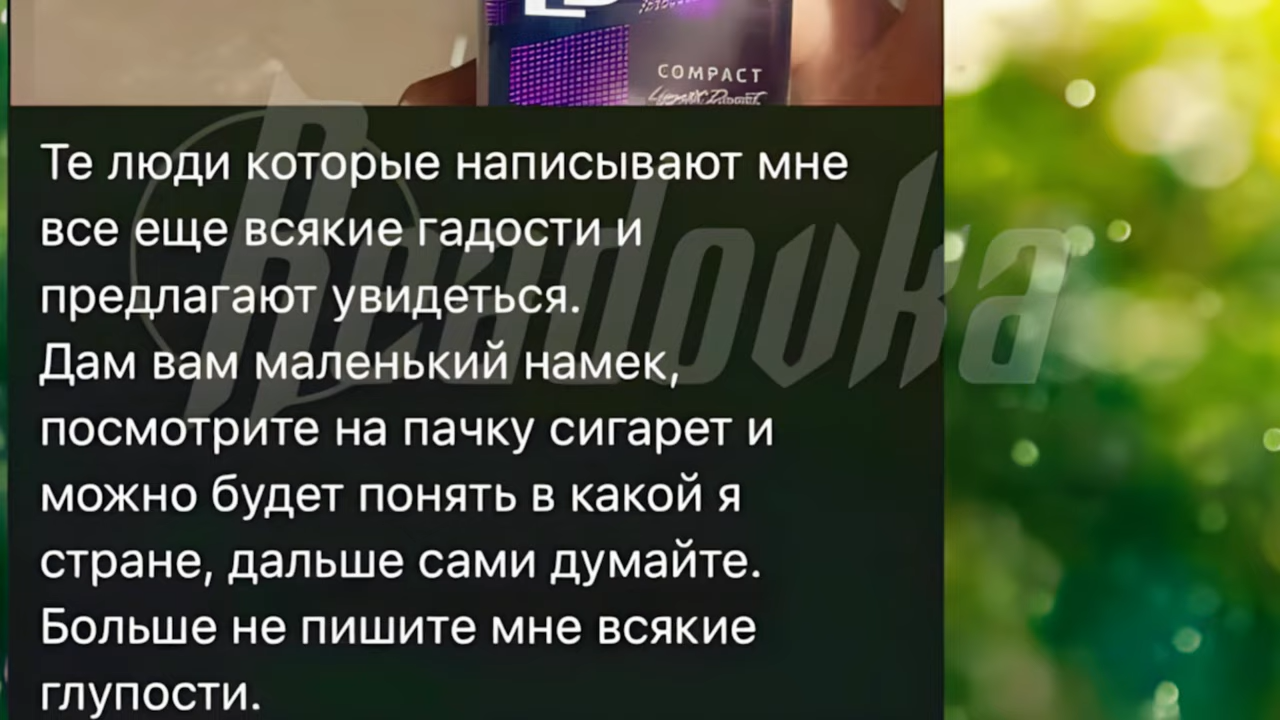 COMPACT
Те люди которые написывают мне
все еще всякие гадости и
предлагают увидеться.
Дам вам маленький намек,
посмотрите на пачку сигарет и
можно будет понять в какой я
стране, дальше сами думайте.
Больше не пишите мне всякие
глупости.
Readovka